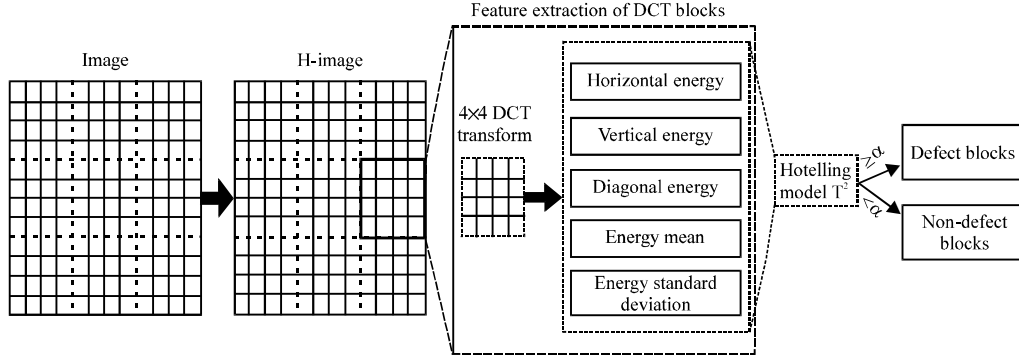 Feature extraction of DCT blocks
Image
H-image
4×4 DCT
transform
Horizontal energy
Vertical energy
Diagonal energy
Energy mean
Energy standard
deviation
Hotelling
model T²
≥α
<α
Defect blocks
Non-defect
blocks